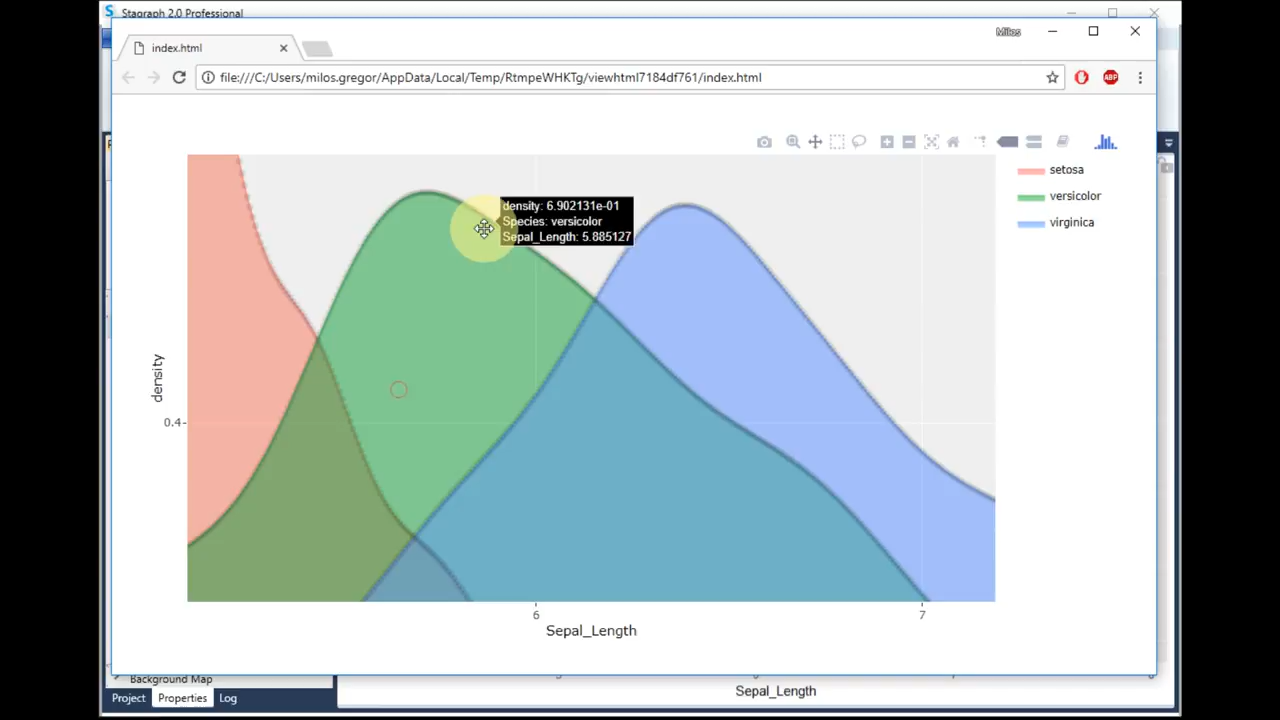 Stagraph 2.0 Professional
Milos
index.html
file:///C:/Users/milos.gregor/AppData/Local/Temp/RtmpeWHKTg/viewhtml7184df761/index.html
ABP
setosa
versicolor
virginica
density: 6.902131e-01
Species: versicolor
Sepal_Length: 5.885127
density
0.4
6
7
Sepal_Length
Background Map
Project
Properties
Log
Sepal_Length